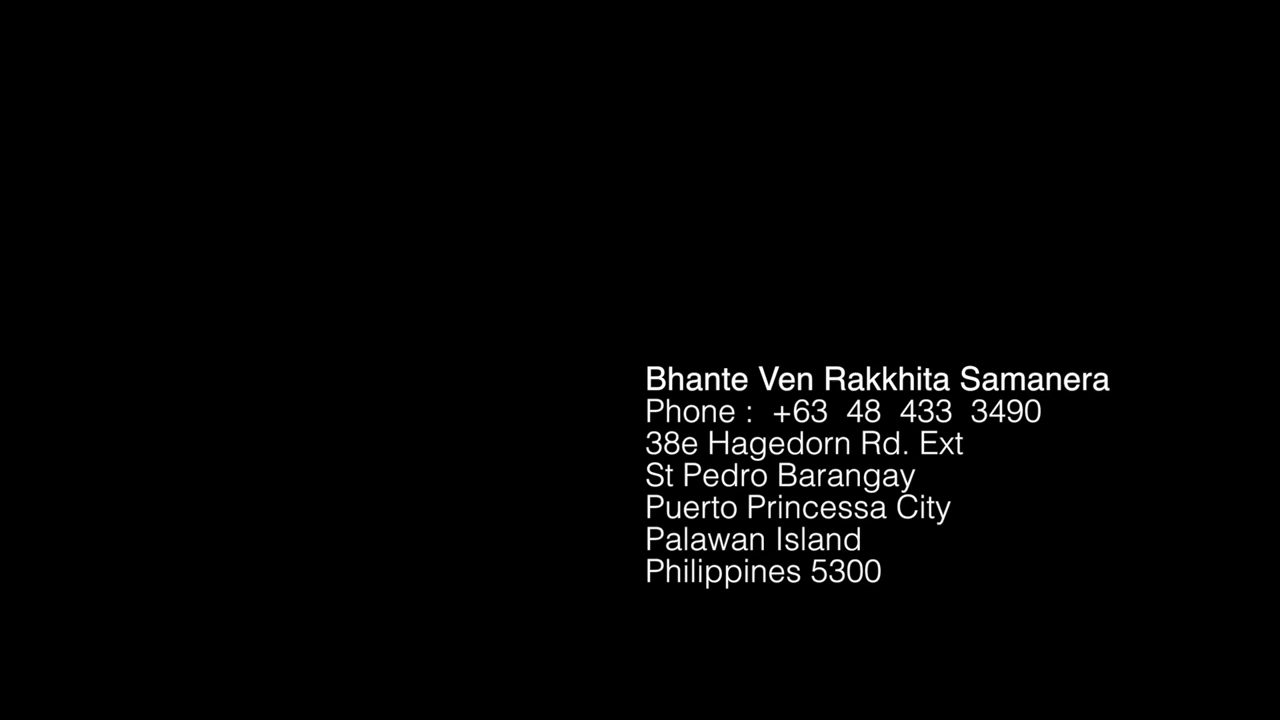 Bhante Ven Rakkhita Samanera
Phone :  +63  48  433  3490
38e Hagedorn Rd. Ext
St Pedro Barangay
Puerto Princessa City
Palawan Island
Philippines 5300